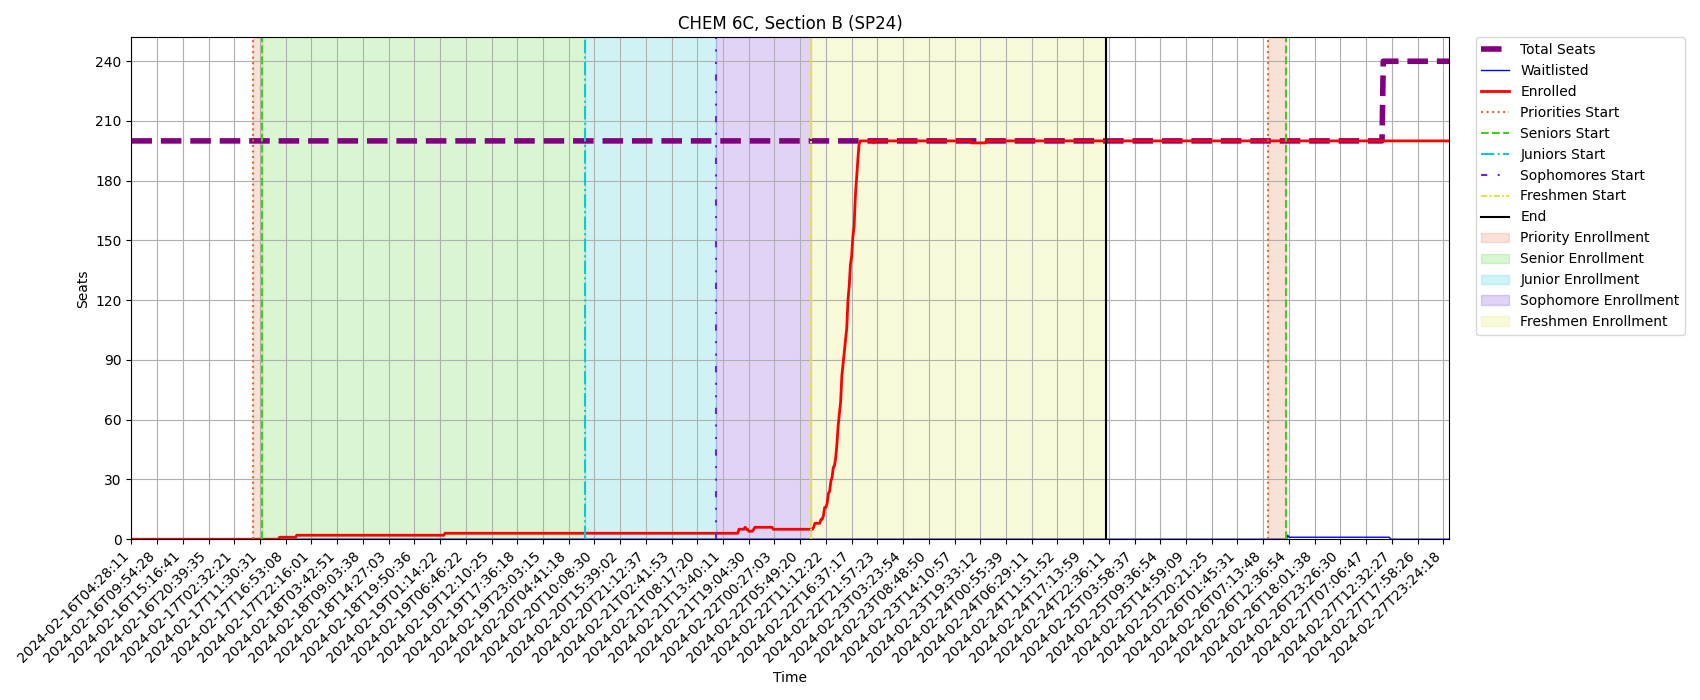 CHEM 6C, Section B (SP24)
Seats
240
210
180
150
120
90
60
30
0
2024-02-16T04:28:11
2024-02-16T09:54:28
2024-02-16T15:16:41
2024-02-16T20:39:35
2024-02-17T02:32:21
2024-02-17T11:30:31
2024-02-17T16:53:08
2024-02-17T22:16:01
2024-02-18T03:42:51
2024-02-18T09:03:38
2024-02-18T14:27:03
2024-02-18T19:50:36
2024-02-19T01:14:22
2024-02-19T06:46:22
2024-02-19T12:10:25
2024-02-19T17:36:18
2024-02-19T23:03:15
2024-02-20T04:41:18
2024-02-20T10:08:30
2024-02-20T15:39:02
2024-02-20T21:12:37
2024-02-21T02:41:53
2024-02-21T08:17:20
2024-02-21T13:40:11
2024-02-21T19:04:30
2024-02-22T00:27:03
2024-02-22T05:49:20
2024-02-22T11:12:22
2024-02-22T16:37:17
2024-02-22T21:57:23
2024-02-23T03:23:54
2024-02-23T08:48:50
2024-02-23T14:10:57
2024-02-23T19:33:12
2024-02-24T00:55:39
2024-02-24T06:29:11
2024-02-24T11:51:52
2024-02-24T17:13:59
2024-02-24T22:36:11
2024-02-25T03:58:37
2024-02-25T09:36:54
2024-02-25T14:59:09
2024-02-25T20:21:25
2024-02-26T01:45:31
2024-02-26T07:13:48
2024-02-26T12:36:54
2024-02-26T18:01:38
2024-02-26T23:26:30
2024-02-27T07:06:47
2024-02-27T12:32:27
2024-02-27T17:58:26
2024-02-27T23:24:18
Time
Total Seats
Waitlisted
Enrolled
Priorities Start
Seniors Start
Juniors Start
Sophomores Start
Freshmen Start
End
Priority Enrollment
Senior Enrollment
Junior Enrollment
Sophomore Enrollment
Freshmen Enrollment